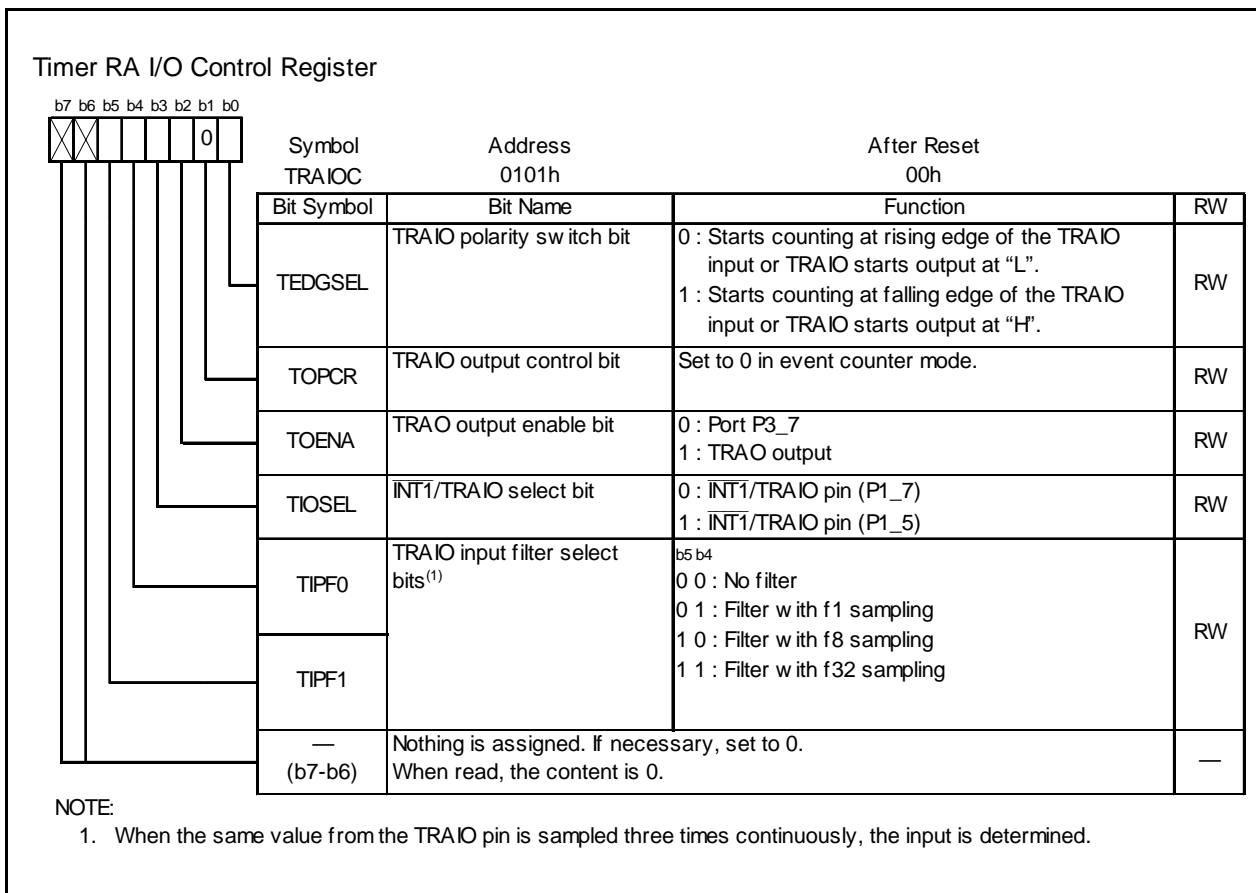 Timer RA I/O Control Register
b7 b6 b5 b4 b3 b2 b1 b0
0
Symbol Address After Reset
TRAIOC 0101h 00h
Bit Symbol Bit Name Function RW
TEDGSEL
TRAIO polarity switch bit
0 : Starts counting at rising edge of the TRAIO
input or TRAIO starts output at “L”.
1 : Starts counting at falling edge of the TRAIO
input or TRAIO starts output at “H”.
RW
TOPCR
TRAIO output control bit
Set to 0 in event counter mode.
RW
TOENA
TRAO output enable bit
0 : Port P3_7
1 : TRAO output
RW
TIOSEL
INT1/TRAIO select bit
0 : INT1/TRAIO pin (P1_7)
1 : INT1/TRAIO pin (P1_5)
RW
TIPF0
TRAIO input filter select
bits(1)
b5 b4
0 0 : No filter
0 1 : Filter with f1 sampling
1 0 : Filter with f8 sampling
1 1 : Filter with f32 sampling
RW
TIPF1
—
(b7-b6)
Nothing is assigned. If necessary, set to 0.
When read, the content is 0.
—
NOTE:
1. When the same value from the TRAIO pin is sampled three times continuously, the input is determined.